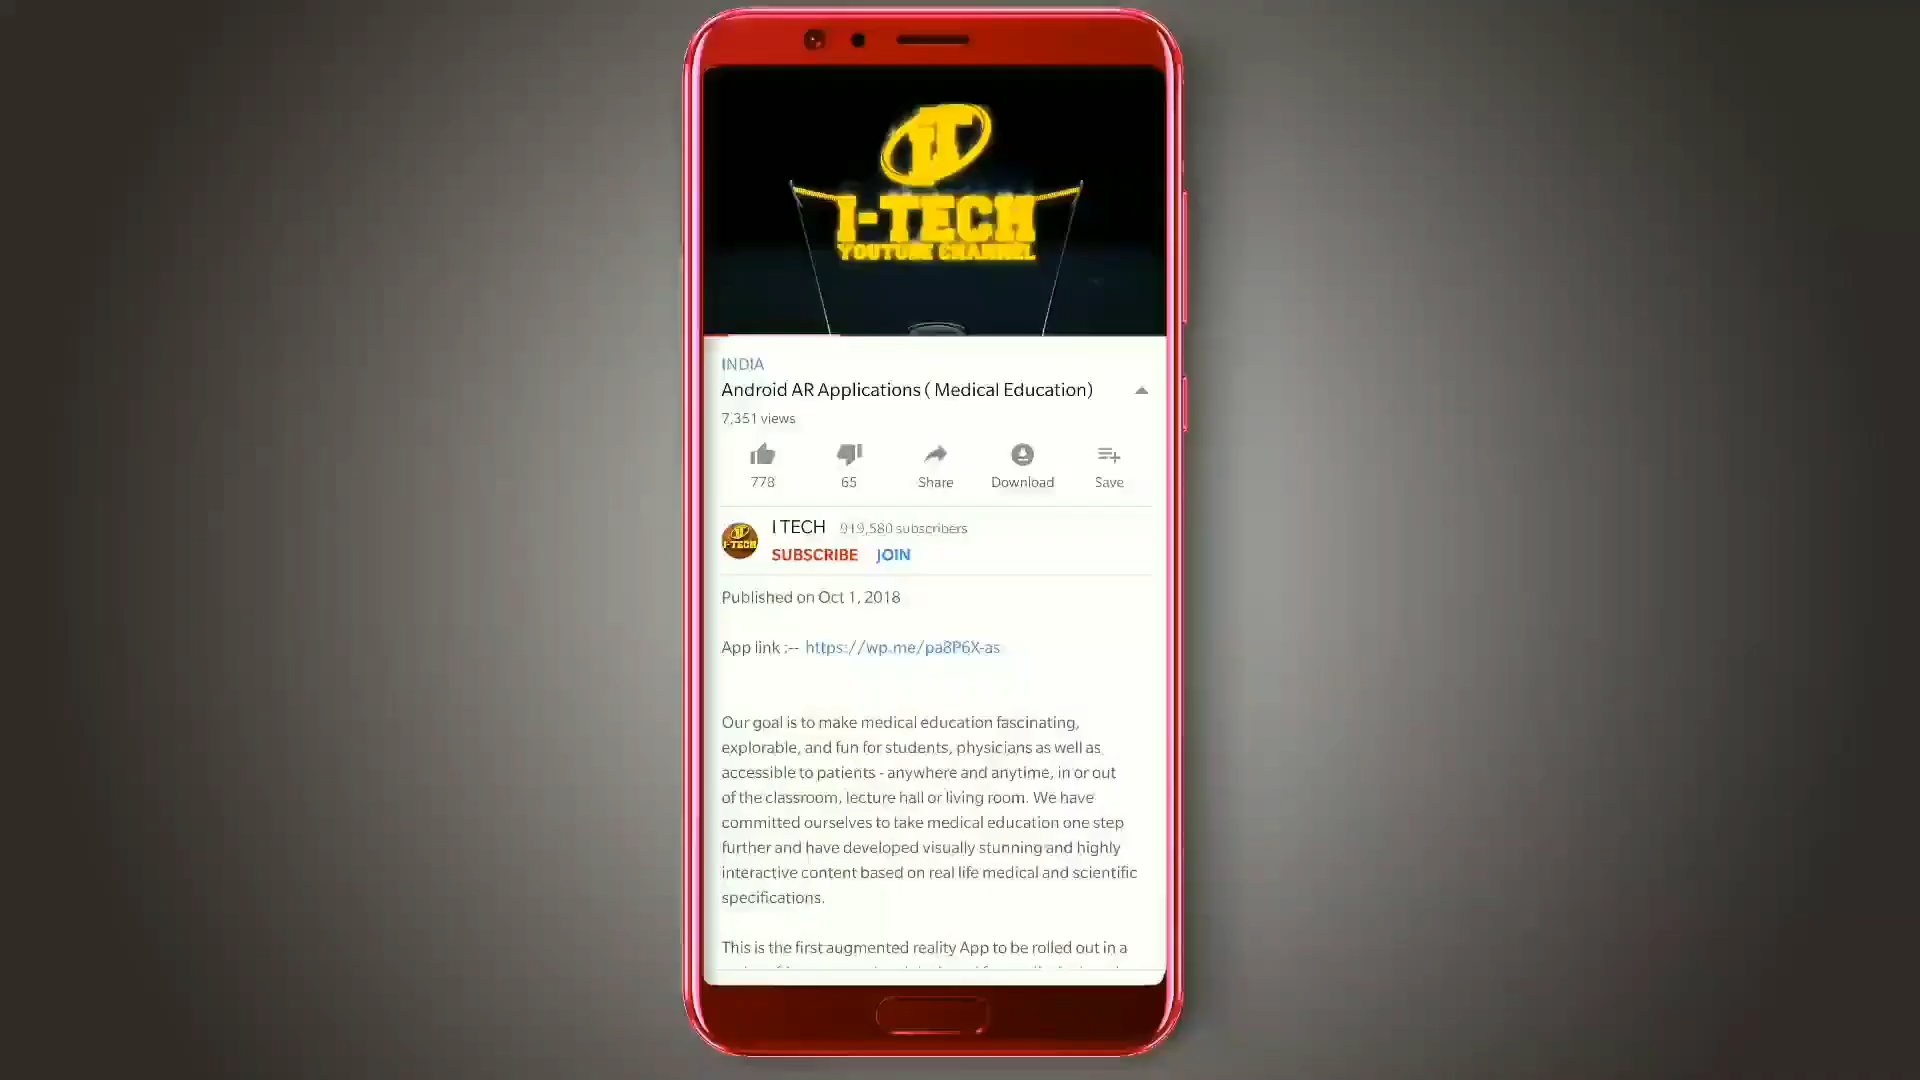 IT
I-TECH
YOUTUBE CHANNEL
INDIA
Android AR Applications ( Medical Education)
7,351 views
778
65
Share
Download
Save
I-TECH
I TECH 919,580 subscribers
SUBSCRIBE JOIN
Published on Oct 1, 2018
App link :-- https://wp.me/pa8P6X-as
Our goal is to make medical education fascinating,
explorable, and fun for students, physicians as well as
accessible to patients - anywhere and anytime, in or out
of the classroom, lecture hall or living room. We have
committed ourselves to take medical education one step
further and have developed visually stunning and highly
interactive content based on real life medical and scientific
specifications.
This is the first augmented reality App to be rolled out in a